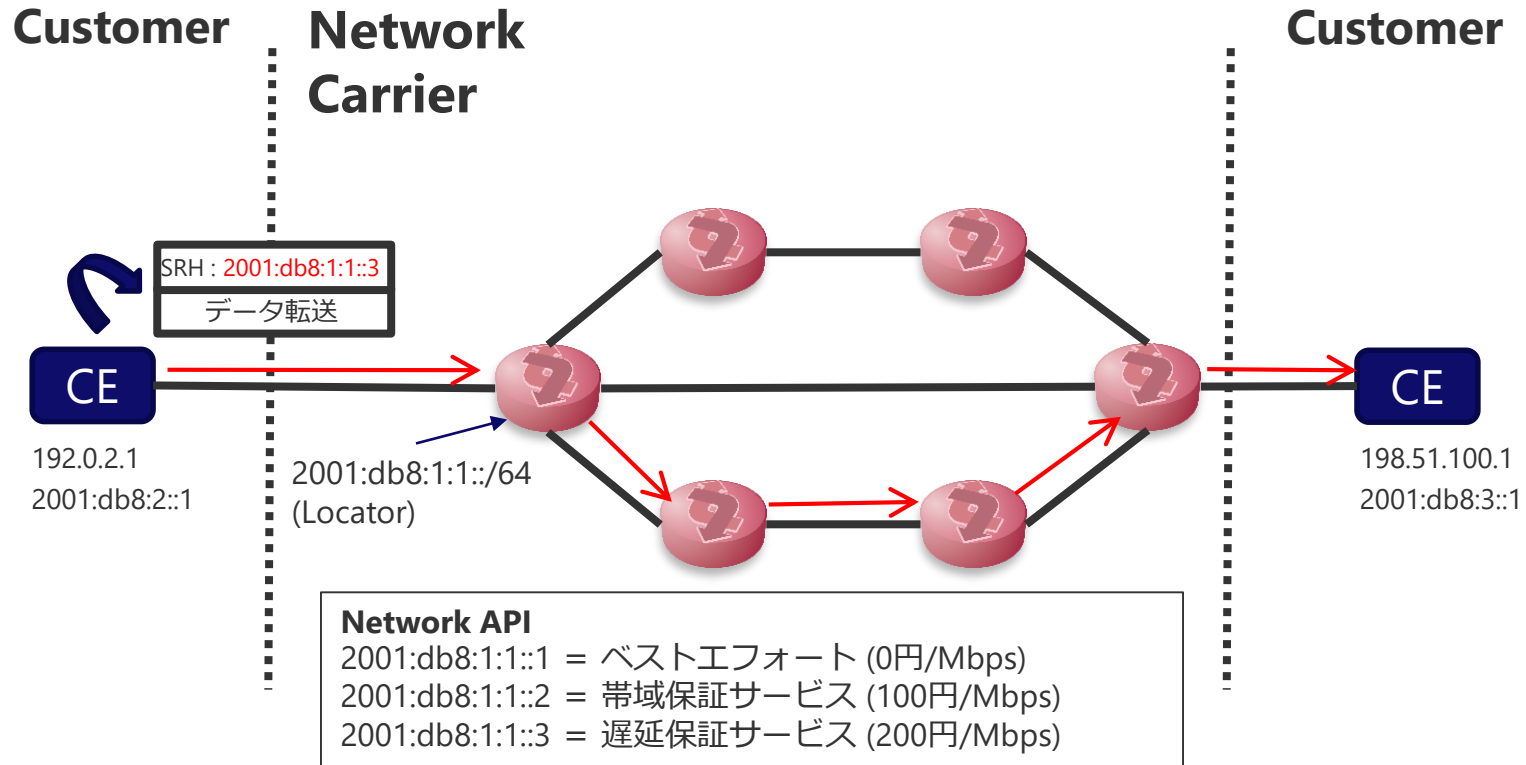 Customer
Network
Carrier
Customer
SRH : 2001:db8:1:1::3
データ転送
CE
CE
192.0.2.1
2001:db8:2::1
2001:db8:1:1::/64
(Locator)
198.51.100.1
2001:db8:3::1
Network API
2001:db8:1:1::1 = ベストエフォート (0円/Mbps)
2001:db8:1:1::2 = 帯域保証サービス (100円/Mbps)
2001:db8:1:1::3 = 遅延保証サービス (200円/Mbps)